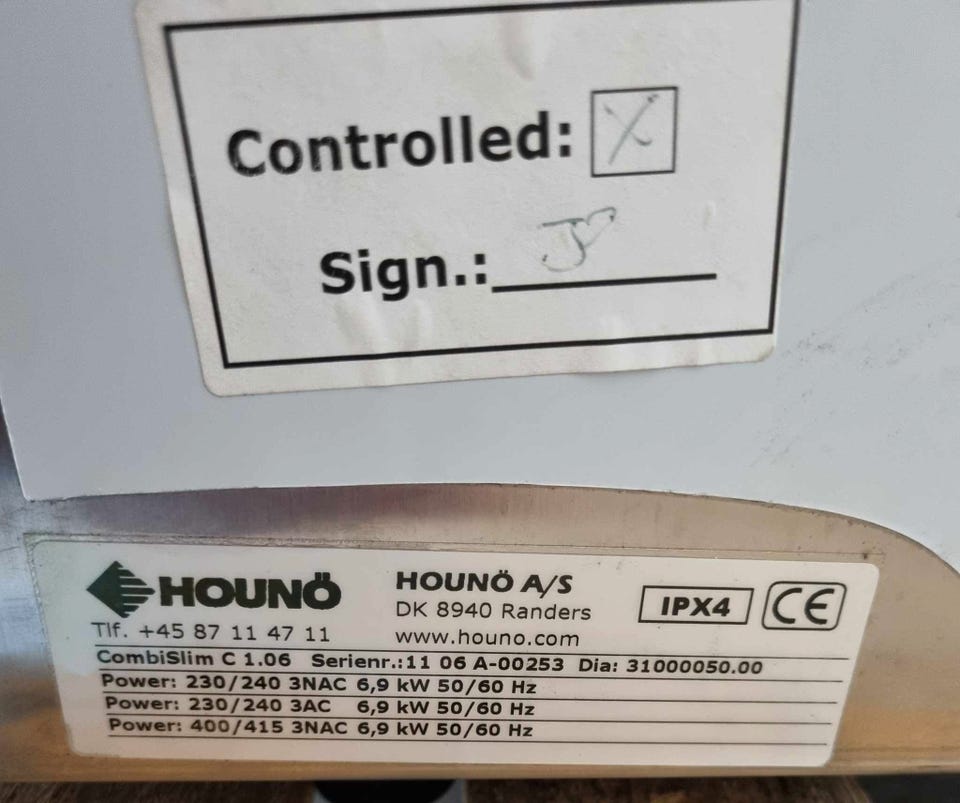 Controlled: X
Sign.:
HOUNÖ
Tlf. +45 87 11 47 11
HOUNÖ A/S
DK 8940 Randers
www.houno.com
IPX4
CE
CombiSlim C 1.06 Serienr.:11 06 A-00253 Dia: 31000050.00
Power: 230/240 3NAC 6,9 kW 50/60 Hz
Power: 230/240 3AC 6,9 kW 50/60 Hz
Power: 400/415 3NAC 6,9 kW 50/60 Hz